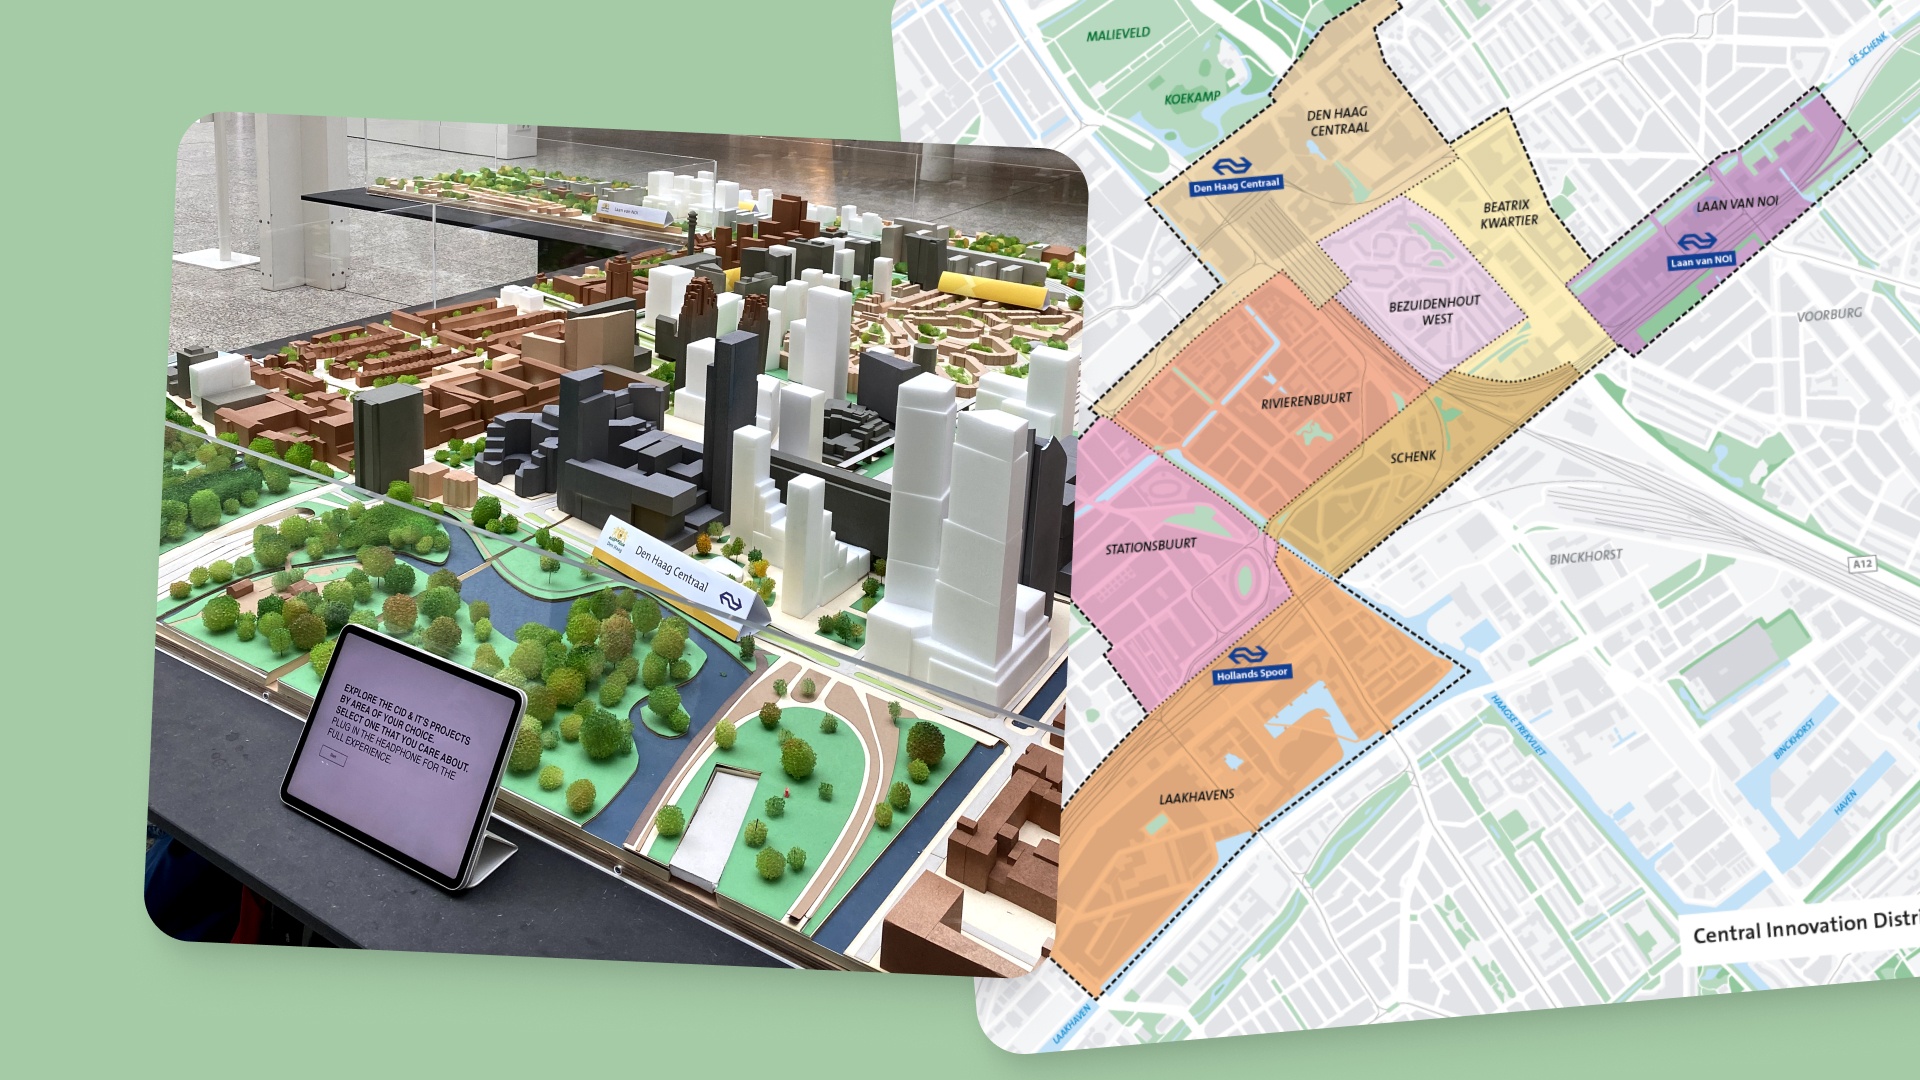 Laan van NOI
Den Haag Centraal
EXPLORE THE CID & IT'S PROJECTS
BY AREA OF YOUR CHOICE.
SELECT ONE THAT YOU CARE ABOUT.
PLUG IN THE HEADPHONE FOR THE
FULL EXPERIENCE.
MALIEVELD
KOEKAMP
DEN HAAG
CENTRAAL
Den Haag Centraal
BEATRIX
KWARTIER
DE SCHENK
LAAN VAN NOI
Laan van NOI
BEZUIDENHOUT
WEST
VOORBURG
RIVIERENBUURT
SCHENK
STATIONSBUURT
BINCKHORST
A12
Hollands Spoor
HAAGSE TREKVLIET
BINCKHORST
HAVEN
LAAKHAVENS
Central Innovation Distri
LAAKHAVEN